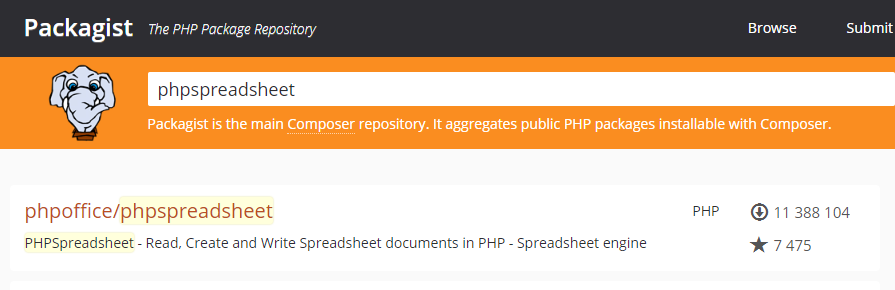 Packagist The PHP Package Repository Browse Submit
phpspreadsheet
Packagist is the main Composer repository. It aggregates public PHP packages installable with Composer.
phpoffice/phpspreadsheet PHP 11 388 104
PHPSpreadsheet - Read, Create and Write Spreadsheet documents in PHP - Spreadsheet engine 7 475